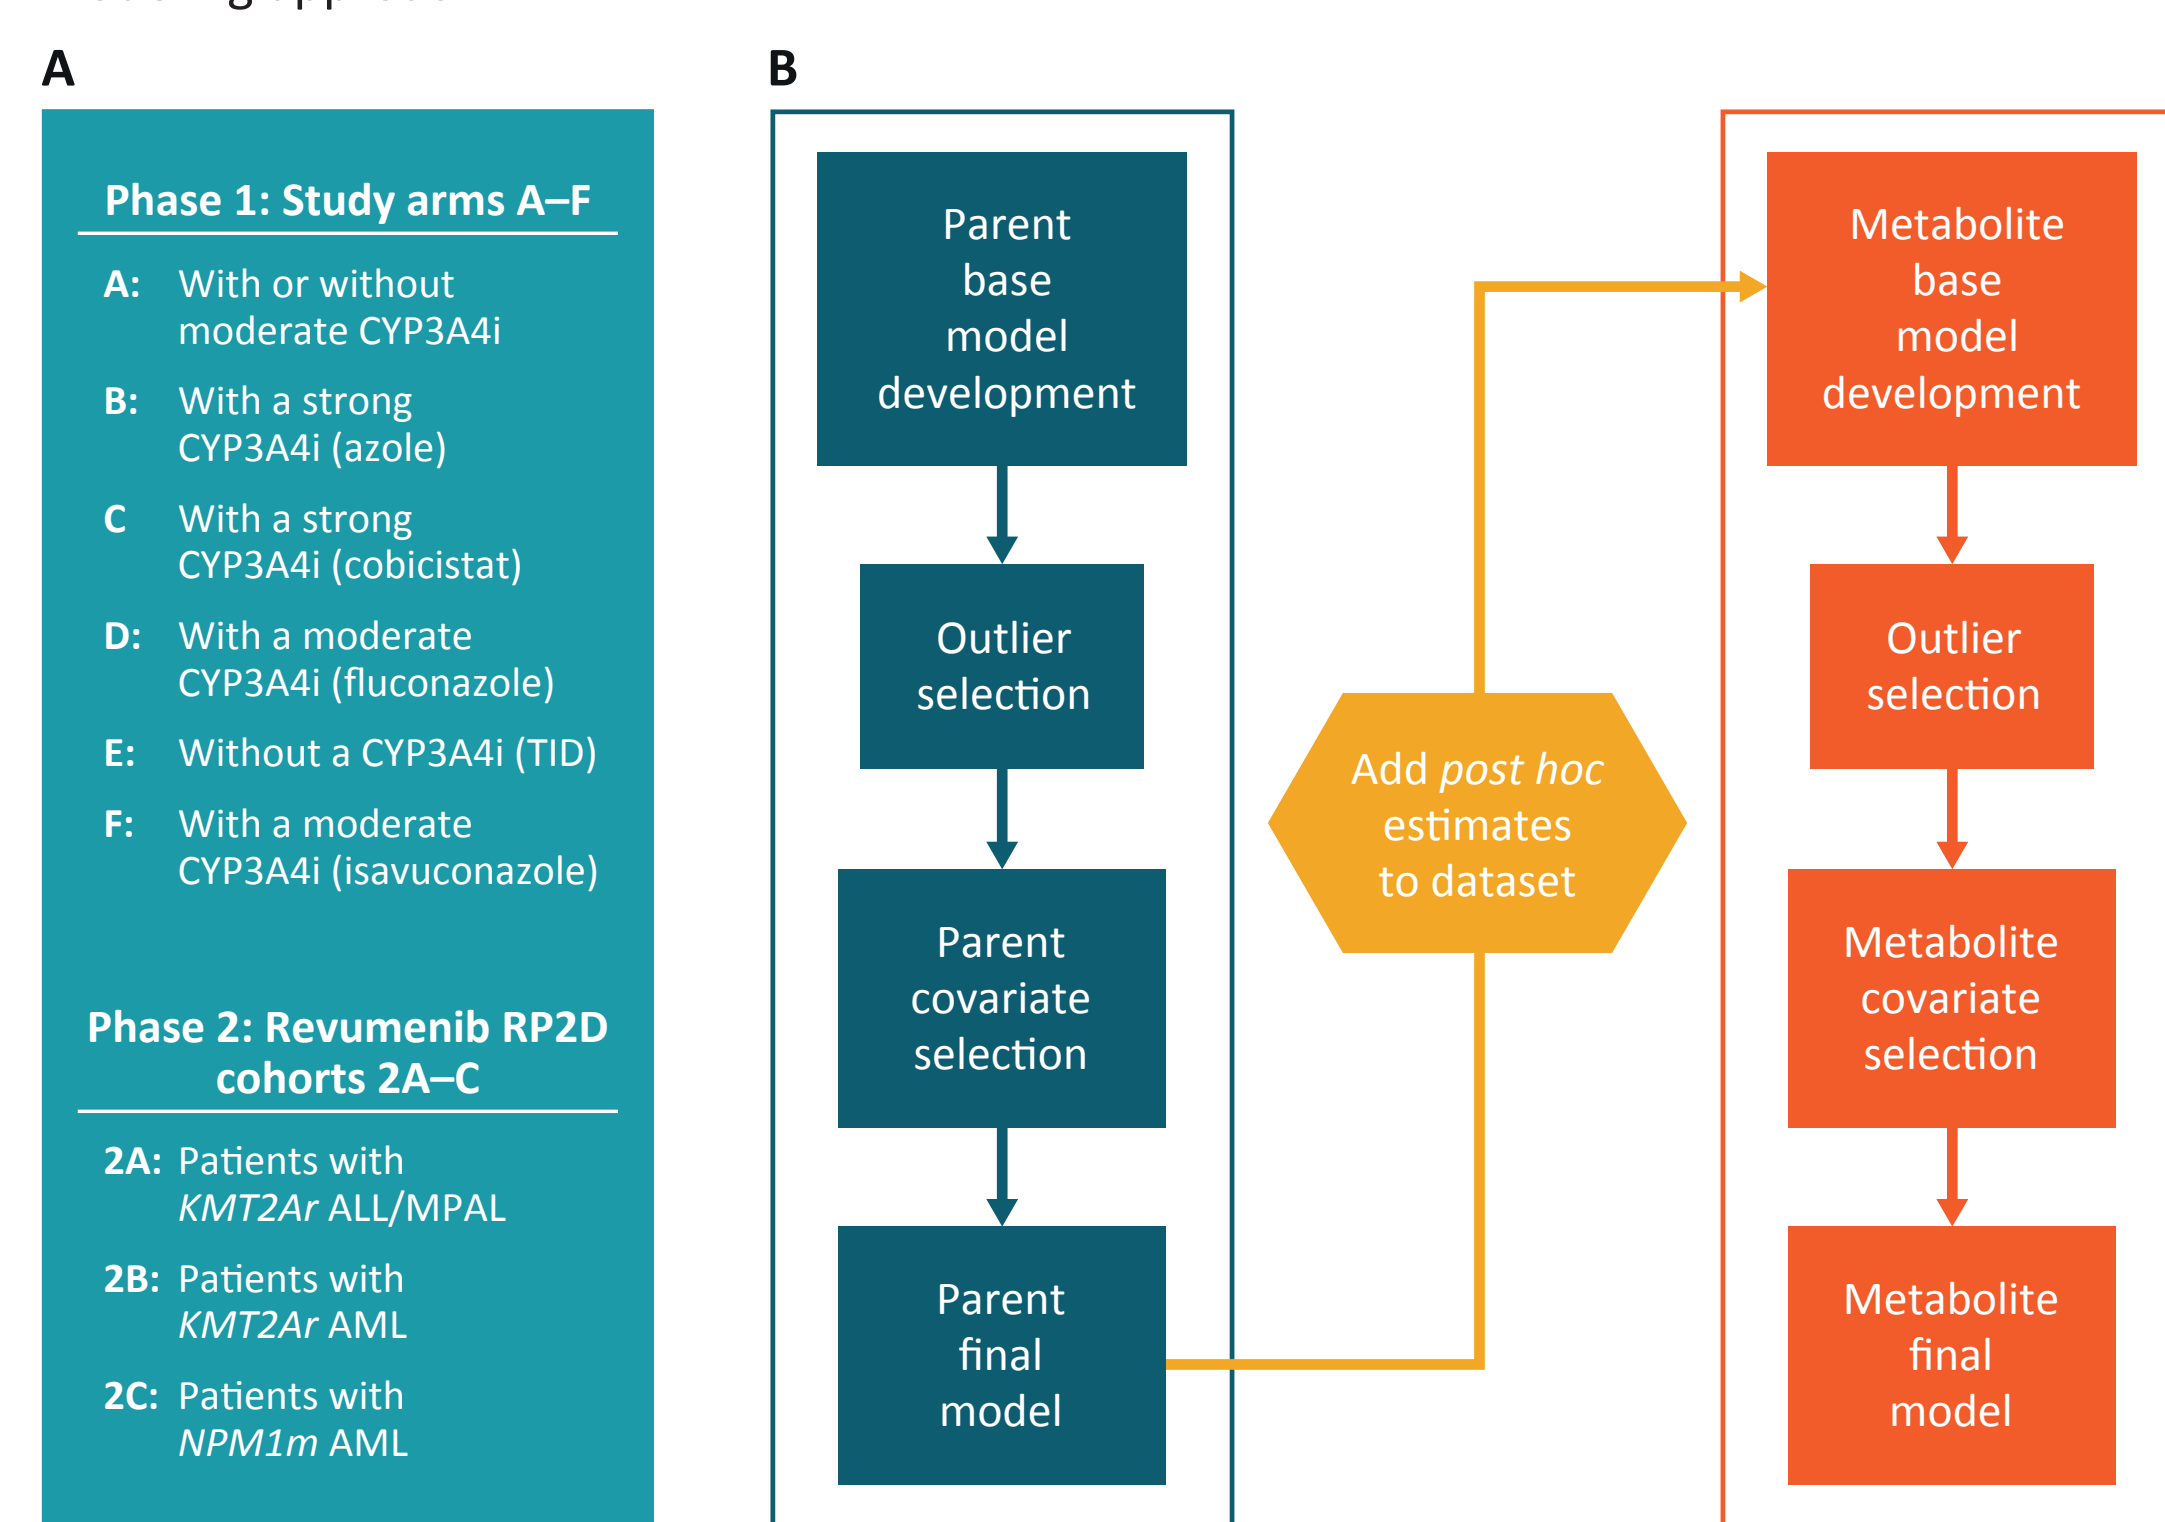 A
Phase 1: Study arms A–F
A: With or without
moderate CYP3A4i
B: With a strong
CYP3A4i (azole)
C With a strong
CYP3A4i (cobicistat)
D: With a moderate
CYP3A4i (fluconazole)
E: Without a CYP3A4i (TID)
F: With a moderate
CYP3A4i (isavuconazole)
Phase 2: Revumenib RP2D
cohorts 2A–C
2A: Patients with
KMT2Ar ALL/MPAL
2B: Patients with
KMT2Ar AML
2C: Patients with
NPM1m AML
B
Parent
base
model
development
Outlier
selection
Parent
covariate
selection
Parent
final
model
Add post hoc
estimates
to dataset
Metabolite
base
model
development
Outlier
selection
Metabolite
covariate
selection
Metabolite
final
model